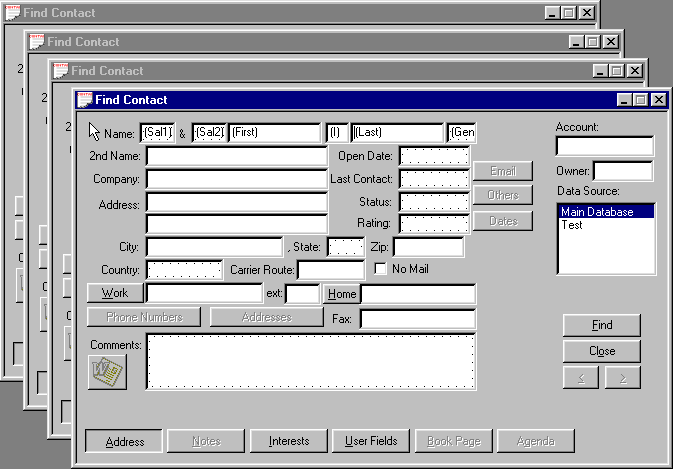 Find Contact
Find Contact
Find Contact
Find Contact
Name: (Sal1) & (Sal2) (First) (I) (Last) (Gen
Account:
2nd Name: Open Date: Email
Company: Last Contact: Owner:
Address: Status: Others Data Source:
Rating: Dates Main Database
Test
City: , State: Zip:
Country: Carrier Route: No Mail
Work ext: Home
Phone Numbers Addresses Fax: Find
Comments: Close
< >
Address Notes Interests User Fields Book Page Agenda